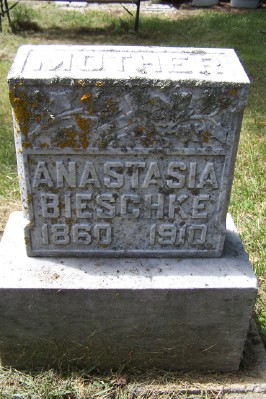 MOTHER
ANASTASIA
BIESCHKE
1860 1910